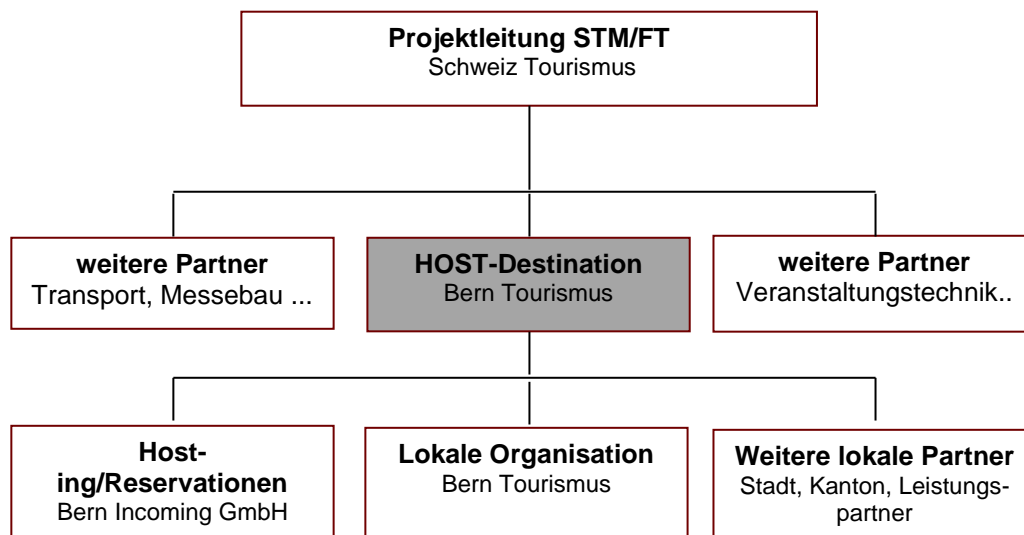 Projektleitung STM/FT
Schweiz Tourismus
weitere Partner
Transport, Messebau ...
HOST-Destination
Bern Tourismus
weitere Partner
Veranstaltungstechnik..
Host-
ing/Reservationen
Bern Incoming GmbH
Lokale Organisation
Bern Tourismus
Weitere lokale Partner
Stadt, Kanton, Leistungs-
partner